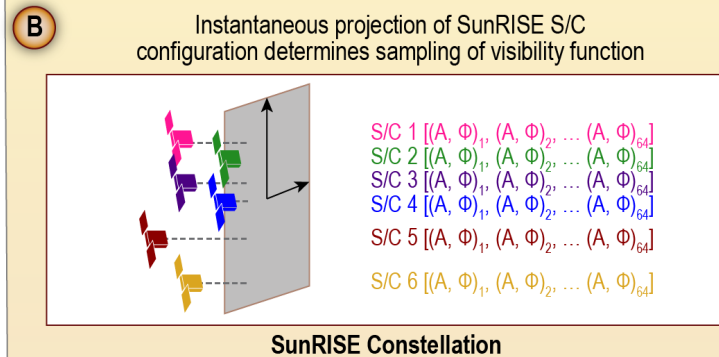 B
Instantaneous projection of SunRISE S/C
configuration determines sampling of visibility function
S/C 1 [(A, Φ)₁, (A, Φ)₂, ... (A, Φ)₆₄]
S/C 2 [(A, Φ)₁, (A, Φ)₂, ... (A, Φ)₆₄]
S/C 3 [(A, Φ)₁, (A, Φ)₂, ... (A, Φ)₆₄]
S/C 4 [(A, Φ)₁, (A, Φ)₂, ... (A, Φ)₆₄]
S/C 5 [(A, Φ)₁, (A, Φ)₂, ... (A, Φ)₆₄]
S/C 6 [(A, Φ)₁, (A, Φ)₂, ... (A, Φ)₆₄]
SunRISE Constellation